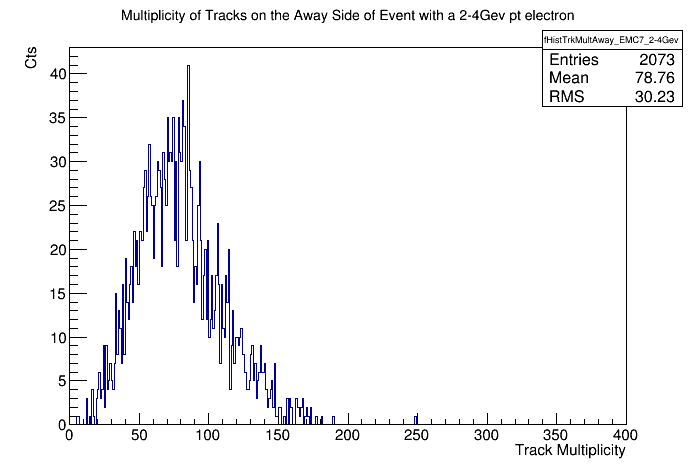 Multiplicity of Tracks on the Away Side of Event with a 2-4Gev pt electron
fHistTrkMultAway_EMC7_2-4Gev
Entries 2073
Mean 78.76
RMS 30.23
Cts
40
35
30
25
20
15
10
5
0
0 50 100 150 200 250 300 350 400
Track Multiplicity